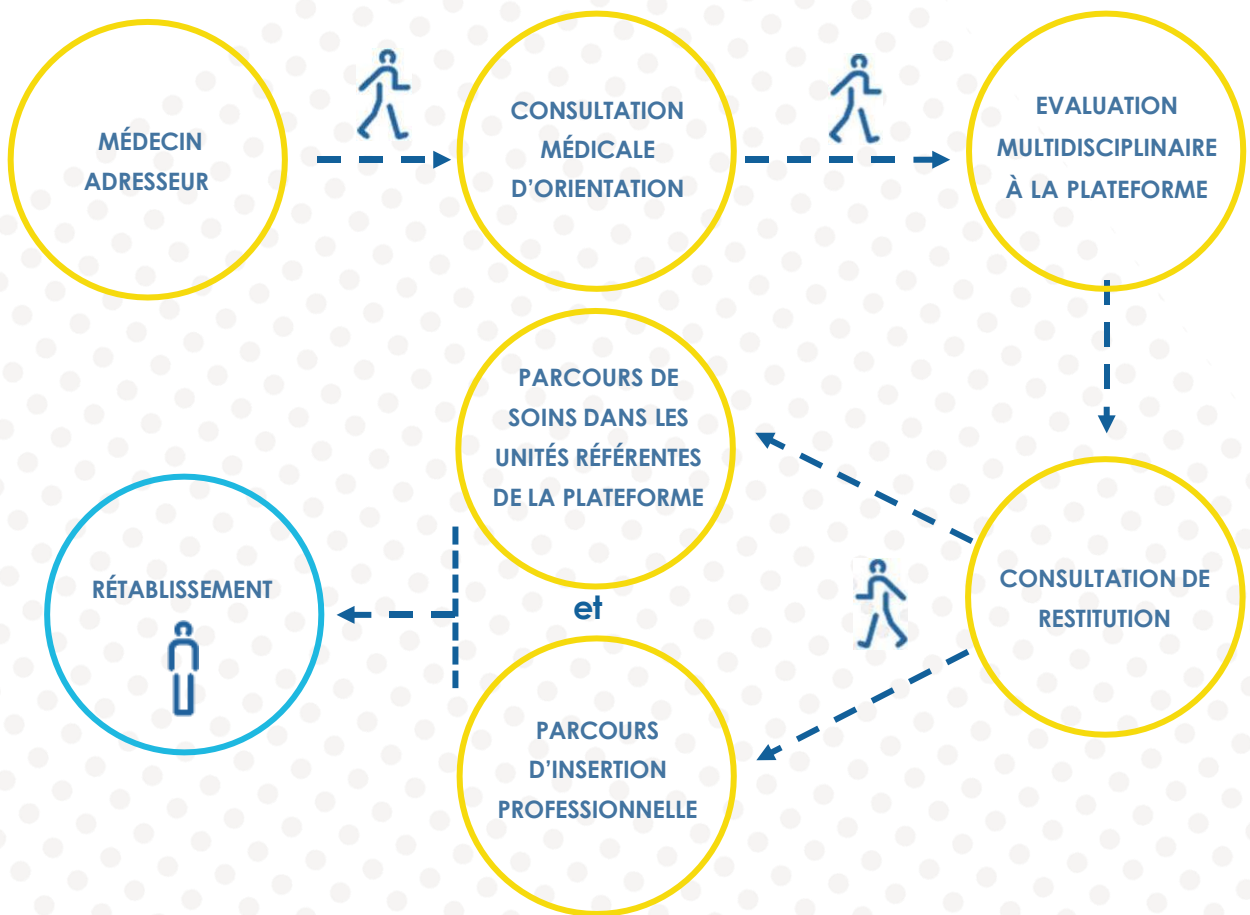 MÉDECIN
ADRESSEUR
CONSULTATION
MÉDICALE
D'ORIENTATION
EVALUATION
MULTIDISCIPLINAIRE
À LA PLATEFORME
PARCOURS DE
SOINS DANS LES
UNITÉS RÉFÉRENTES
DE LA PLATEFORME
RÉTABLISSEMENT
et
CONSULTATION DE
RESTITUTION
PARCOURS
D'INSERTION
PROFESSIONNELLE